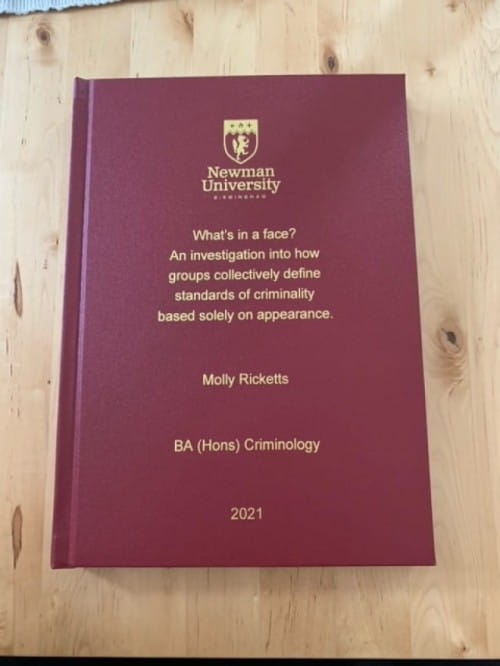 Newman
University
BIRMINGHAM
What's in a face?
An investigation into how
groups collectively define
standards of criminality
based solely on appearance.
Molly Ricketts
BA (Hons) Criminology
2021